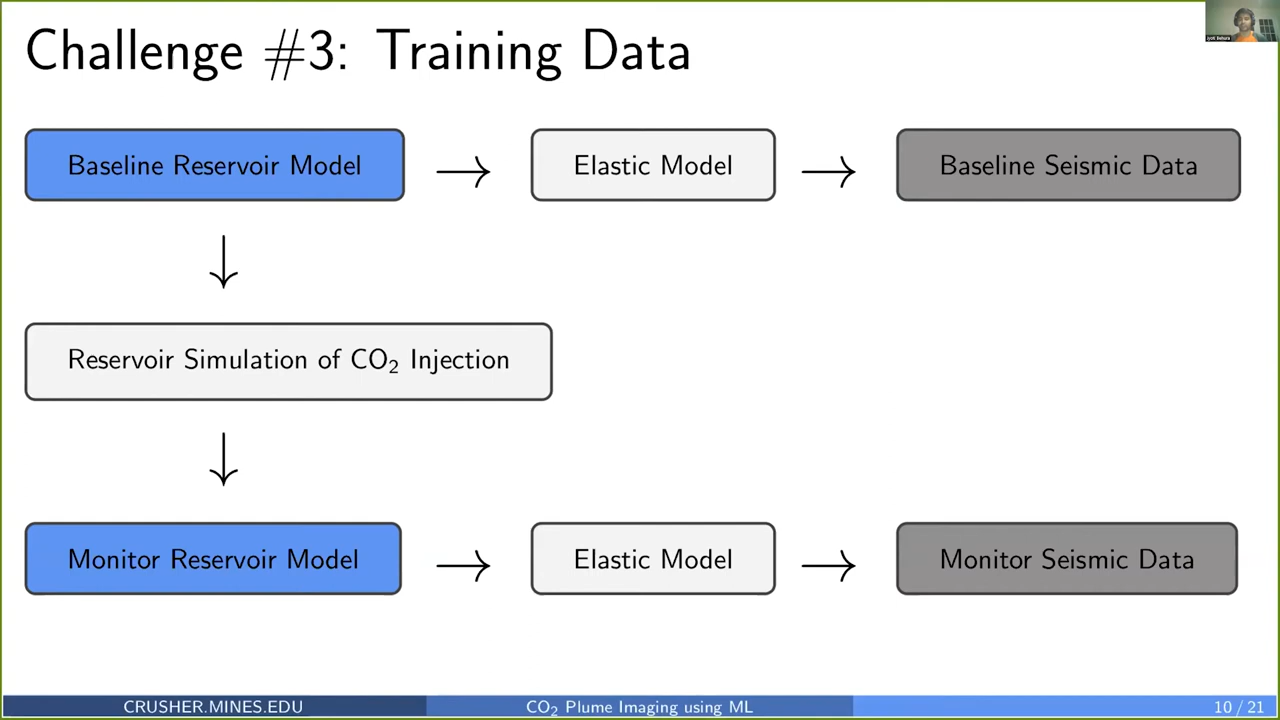 Challenge #3: Training Data
Baseline Reservoir Model → Elastic Model → Baseline Seismic Data
↓
Reservoir Simulation of CO₂ Injection
↓
Monitor Reservoir Model → Elastic Model → Monitor Seismic Data
CRUSHER.MINES.EDU CO₂ Plume Imaging using ML 10 / 21